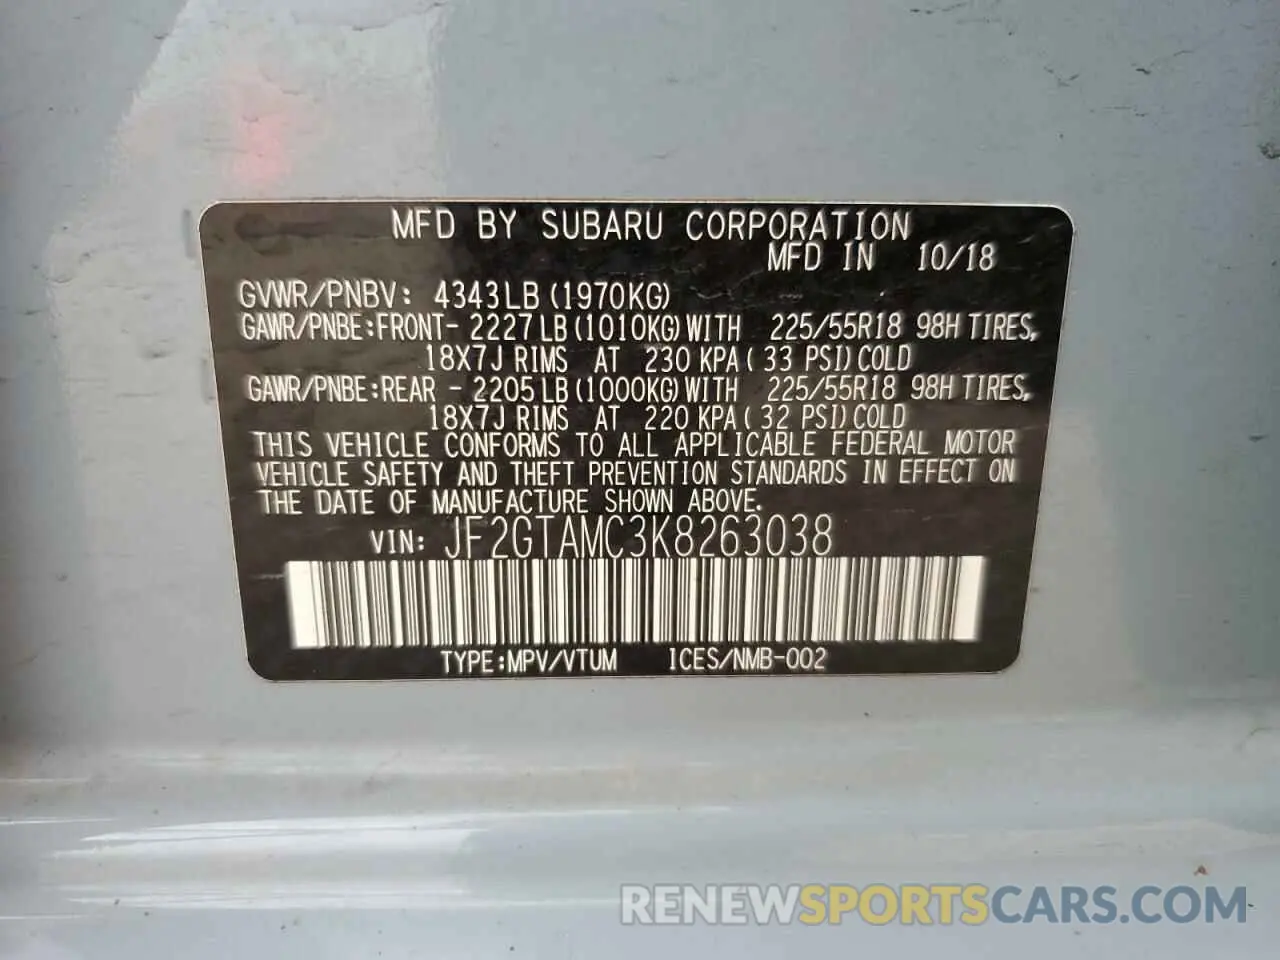 MFD BY SUBARU CORPORATION
MFD IN 10/18
GVWR/PNBV: 4343LB (1970KG)
GAWR/PNBE:FRONT- 2227LB (1010KG) WITH 225/55R18 98H TIRES,
18X7J RIMS AT 230 KPA ( 33 PSI) COLD
GAWR/PNBE:REAR - 2205LB (1000KG) WITH 225/55R18 98H TIRES,
18X7J RIMS AT 220 KPA ( 32 PSI) COLD
THIS VEHICLE CONFORMS TO ALL APPLICABLE FEDERAL MOTOR
VEHICLE SAFETY AND THEFT PREVENTION STANDARDS IN EFFECT ON
THE DATE OF MANUFACTURE SHOWN ABOVE.
VIN: JF2GTAMC3K8263038
TYPE:MPV/VTUM ICES/NMB-002
RENEWSPORTSCARS.COM